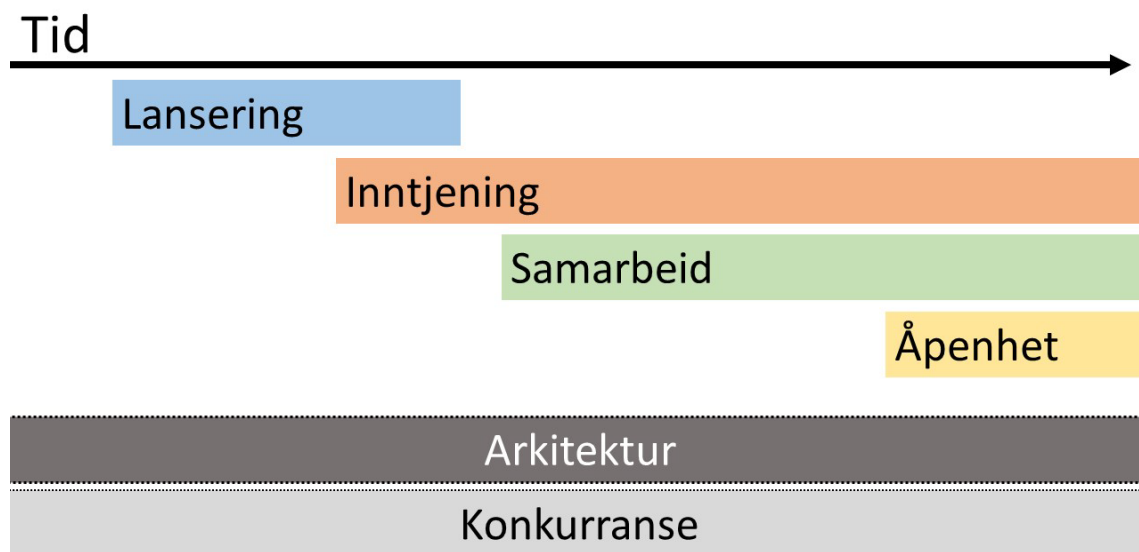 Tid
Lansering
Inntjening
Samarbeid
Åpenhet
Arkitektur
Konkurranse